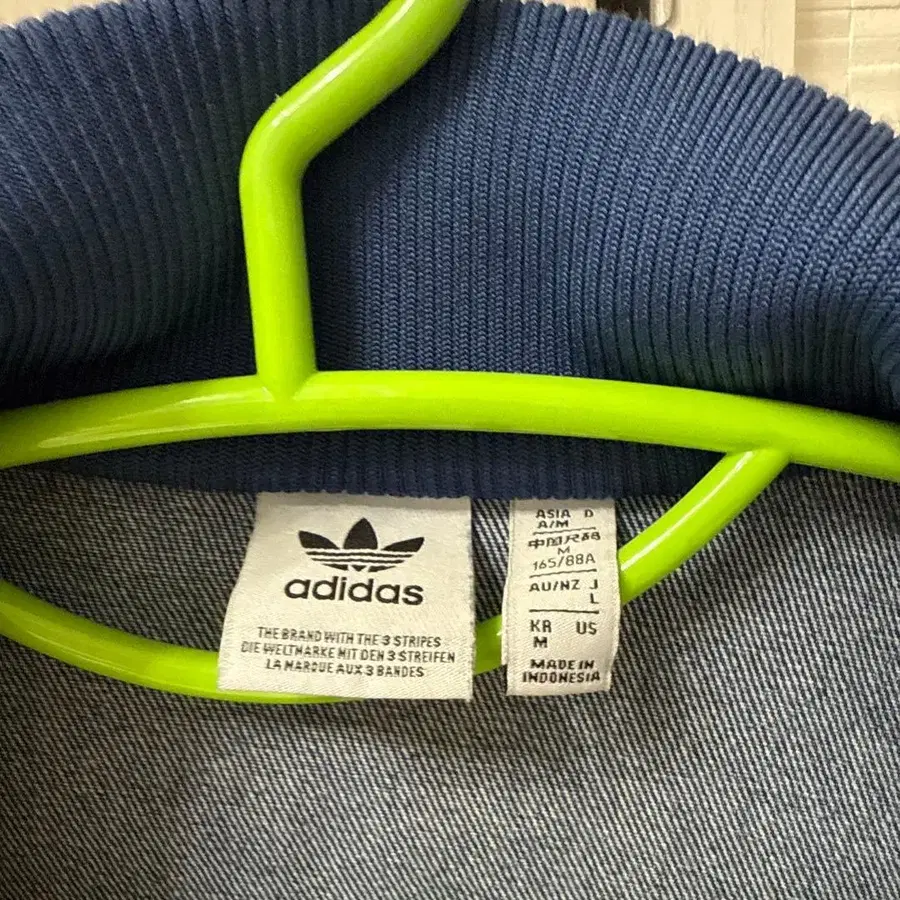 adidas
THE BRAND WITH THE 3 STRIPES
DIE WELTMARKE MIT DEN 3 STREIFEN
LA MARQUE AUX 3 BANDES
ASIA D
A/M
中国尺码
M
165/88A
AU/NZ J
L
KR US
M
MADE IN
INDONESIA